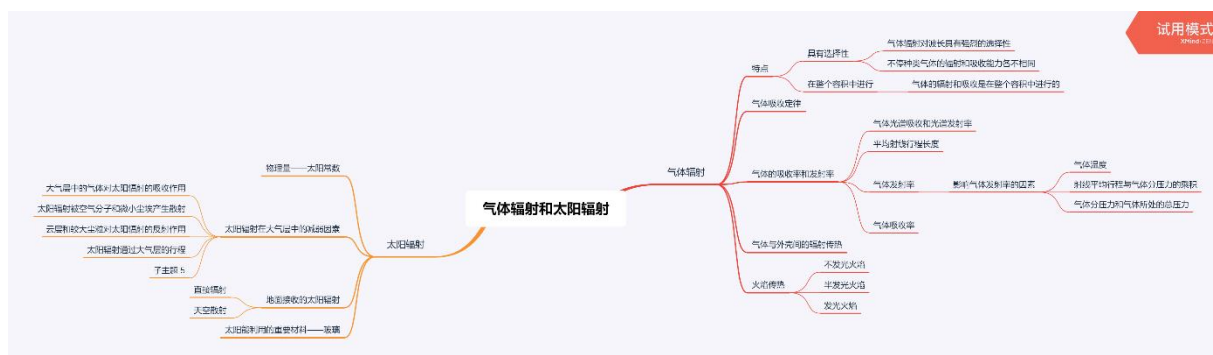 试用模式
气体辐射和太阳辐射
气体辐射
特点
具有选择性
气体辐射对波长具有强烈的选择性
不停种类气体的辐射和吸收能力各不相同
在整个容积中进行
气体的辐射和吸收是在整个容积中进行的
气体吸收定律
气体的吸收率和发射率
气体光谱吸收和光谱发射率
平均射线行程长度
气体发射率
影响气体发射率的因素
气体温度
射线平均行程与气体分压力的乘积
气体分压力和气体所处的总压力
气体吸收率
气体与外壳间的辐射传热
火焰传热
不发光火焰
半发光火焰
发光火焰
太阳辐射
物理量——太阳常数
太阳辐射在大气层中的减弱因素
大气层中的气体对太阳辐射的吸收作用
太阳辐射被空气分子和微小尘埃产生散射
云层和较大尘埃对太阳辐射的反射作用
太阳辐射通过大气层的行程
子主题 5
地面接收的太阳辐射
直接辐射
天空散射
太阳能利用的重要材料——玻璃